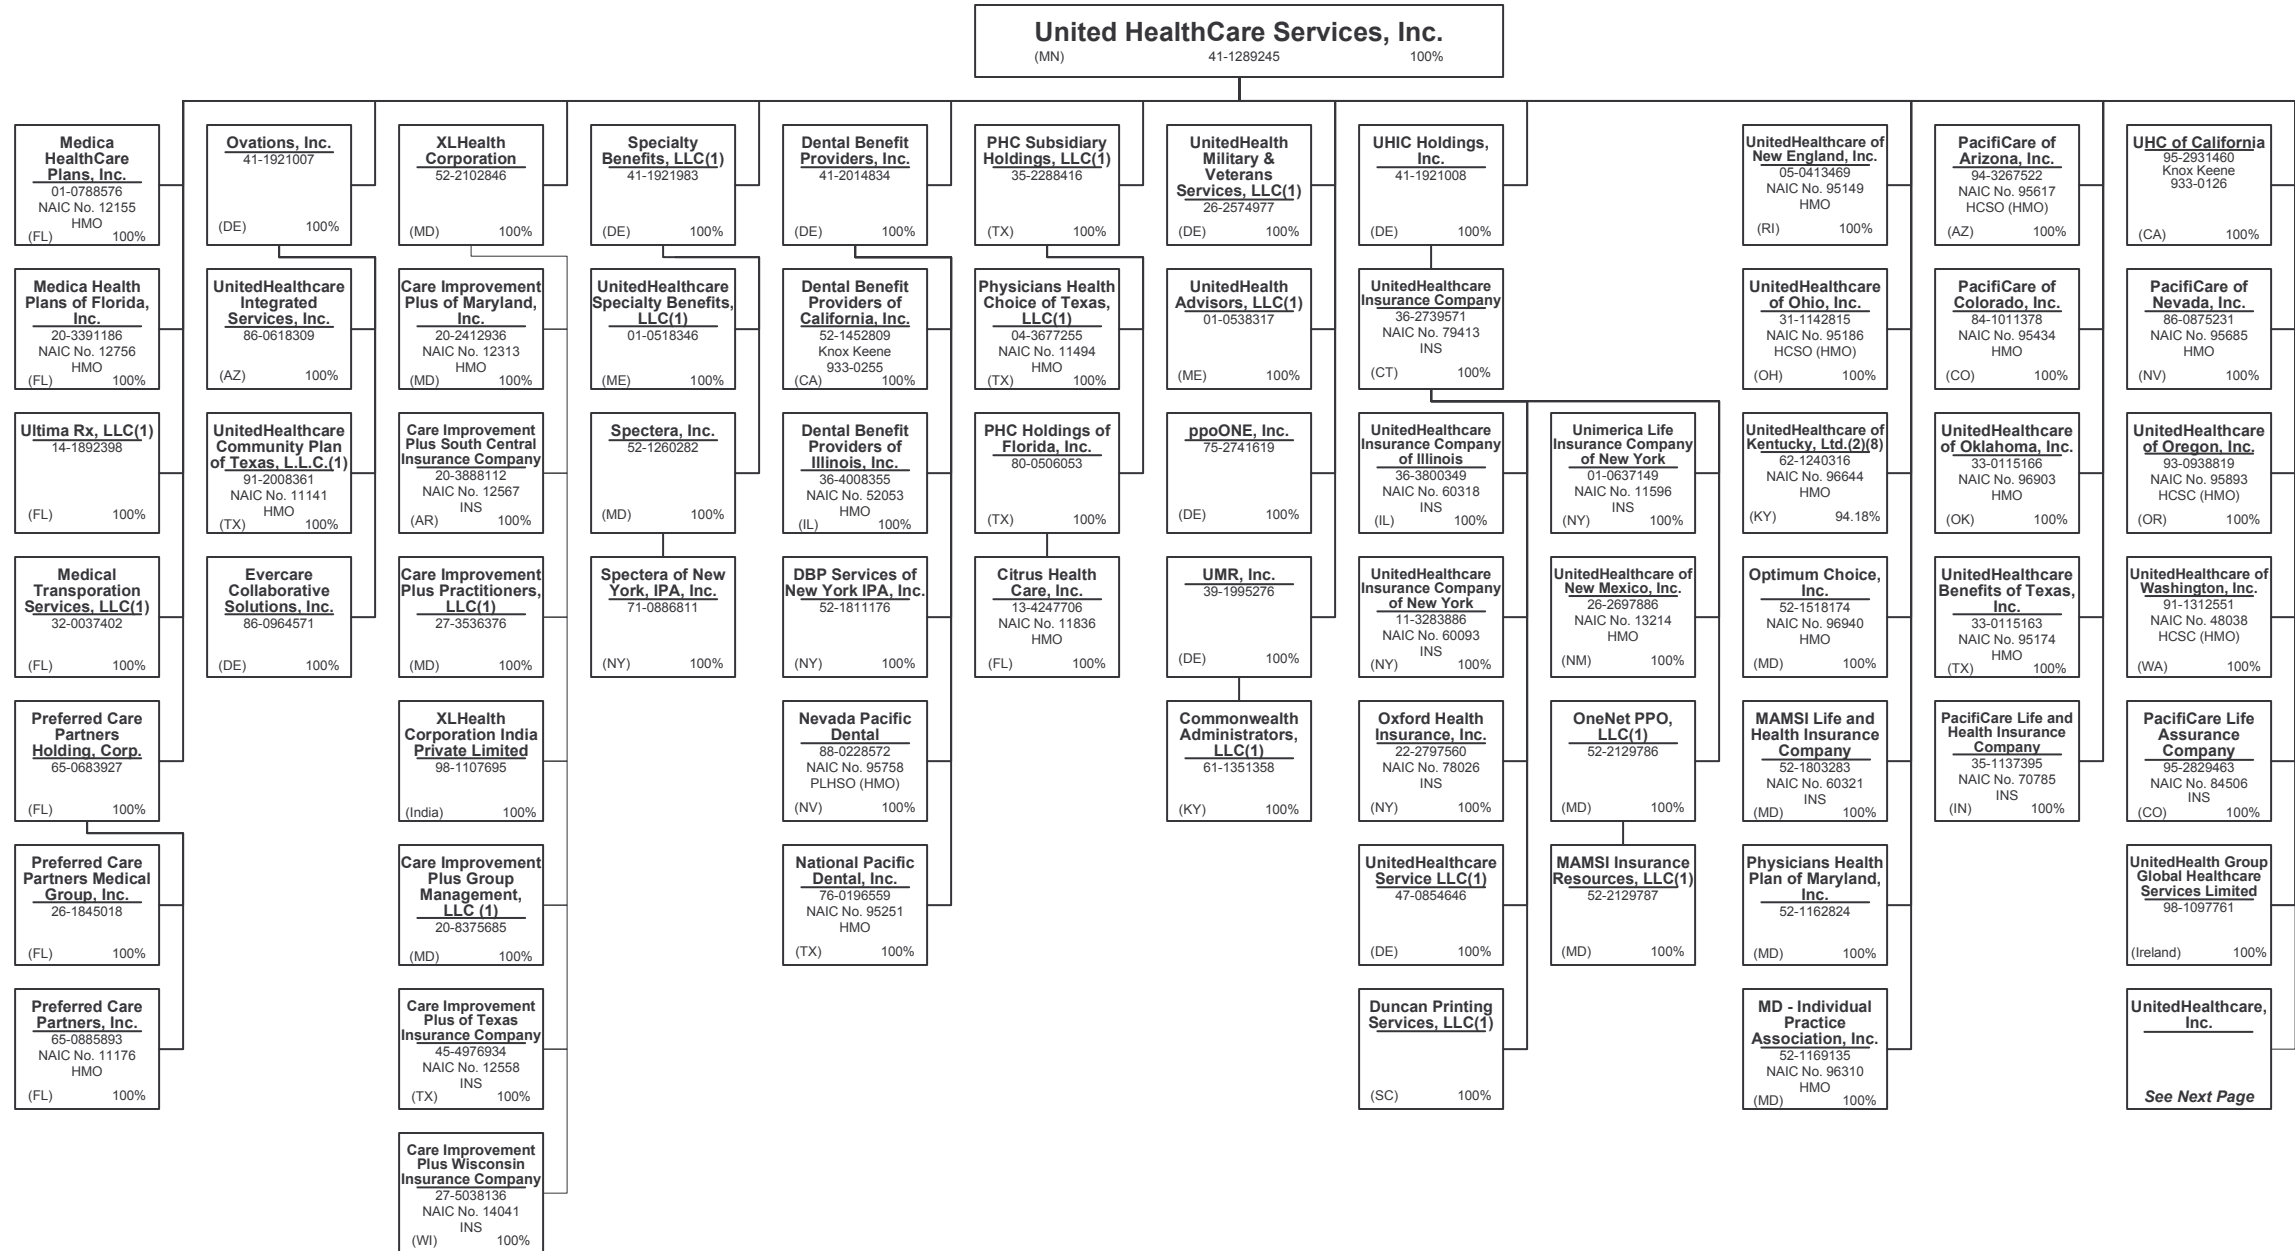 United HealthCare Services, Inc.
(MN) 41-1289245 100%
Medica
HealthCare
Plans, Inc.
01-0788576
NAIC No. 12155
HMO
(FL) 100%
Medica Health
Plans of Florida,
Inc.
20-3391186
NAIC No. 12756
HMO
(FL) 100%
Ultima Rx, LLC(1)
14-1892398
(FL) 100%
Medical
Transporation
Services, LLC(1)
32-0037402
(FL) 100%
Preferred Care
Partners
Holding, Corp.
65-0683927
(FL) 100%
Preferred Care
Partners Medical
Group, Inc.
26-1845018
(FL) 100%
Preferred Care
Partners, Inc.
65-0885893
NAIC No. 11176
HMO
(FL) 100%
Ovations, Inc.
41-1921007
(DE) 100%
UnitedHealthcare
Integrated
Services, Inc.
86-0618309
(AZ) 100%
UnitedHealthcare
Community Plan
of Texas, L.L.C.(1)
91-2008361
NAIC No. 11141
HMO
(TX) 100%
Evercare
Collaborative
Solutions, Inc.
86-0964571
(DE) 100%
XLHealth
Corporation
52-2102846
(MD) 100%
Care Improvement
Plus of Maryland,
Inc.
20-2412936
NAIC No. 12313
HMO
(MD) 100%
Care Improvement
Plus South Central
Insurance Company
20-3888112
NAIC No. 12567
INS
(AR) 100%
Care Improvement
Plus Practitioners,
LLC(1)
27-3536376
(MD) 100%
XLHealth
Corporation India
Private Limited
98-1107695
(India) 100%
Care Improvement
Plus Group
Management,
LLC (1)
20-8375685
(MD) 100%
Care Improvement
Plus of Texas
Insurance Company
45-4976934
NAIC No. 12558
INS
(TX) 100%
Care Improvement
Plus Wisconsin
Insurance Company
27-5038136
NAIC No. 14041
INS
(WI) 100%
Specialty
Benefits, LLC(1)
41-1921983
(DE) 100%
UnitedHealthcare
Specialty Benefits,
LLC(1)
01-0518346
(ME) 100%
Spectera, Inc.
52-1260282
(MD) 100%
Spectera of New
York, IPA, Inc.
71-0886811
(NY) 100%
Dental Benefit
Providers, Inc.
41-2014834
(DE) 100%
Dental Benefit
Providers of
California, Inc.
52-1452809
Knox Keene
933-0255
(CA) 100%
Dental Benefit
Providers of
Illinois, Inc.
36-4008355
NAIC No. 52053
HMO
(IL) 100%
DBP Services of
New York IPA, Inc.
52-1811176
(NY) 100%
Nevada Pacific
Dental
88-0228572
NAIC No. 95758
PLHSO (HMO)
(NV) 100%
National Pacific
Dental, Inc.
76-0196559
NAIC No. 95251
HMO
(TX) 100%
PHC Subsidiary
Holdings, LLC(1)
35-2288416
(TX) 100%
Physicians Health
Choice of Texas,
LLC(1)
04-3677255
NAIC No. 11494
HMO
(TX) 100%
PHC Holdings of
Florida, Inc.
80-0506053
(TX) 100%
Citrus Health
Care, Inc.
13-4247706
NAIC No. 11836
HMO
(FL) 100%
UnitedHealth
Military &
Veterans
Services, LLC(1)
26-2574977
(DE) 100%
UnitedHealth
Advisors, LLC(1)
01-0538317
(ME) 100%
ppoONE, Inc.
75-2741619
(DE) 100%
UMR, Inc.
39-1995276
(DE) 100%
Commonwealth
Administrators,
LLC(1)
61-1351358
(KY) 100%
UHIC Holdings,
Inc.
41-1921008
(DE) 100%
UnitedHealthcare
Insurance Company
36-2739571
NAIC No. 79413
INS
(CT) 100%
UnitedHealthcare
Insurance Company
of Illinois
36-3800349
NAIC No. 60318
INS
(IL) 100%
UnitedHealthcare
Insurance Company
of New York
11-3283886
NAIC No. 60093
INS
(NY) 100%
Oxford Health
Insurance, Inc.
22-2797560
NAIC No. 78026
INS
(NY) 100%
UnitedHealthcare
Service LLC(1)
47-0854646
(DE) 100%
Duncan Printing
Services, LLC(1)
(SC) 100%
Unimerica Life
Insurance Company
of New York
01-0637149
NAIC No. 11596
INS
(NY) 100%
UnitedHealthcare of
New Mexico, Inc.
26-2697886
NAIC No. 13214
HMO
(NM) 100%
OneNet PPO,
LLC(1)
52-2129786
(MD) 100%
MAMSI Insurance
Resources, LLC(1)
52-2129787
(MD) 100%
UnitedHealthcare of
New England, Inc.
05-0413469
NAIC No. 95149
HMO
(RI) 100%
UnitedHealthcare
of Ohio, Inc.
31-1142815
NAIC No. 95186
HCSO (HMO)
(OH) 100%
UnitedHealthcare of
Kentucky, Ltd.(2)(8)
62-1240316
NAIC No. 96644
HMO
(KY) 94.18%
Optimum Choice,
Inc.
52-1518174
NAIC No. 96940
HMO
(MD) 100%
MAMSI Life and
Health Insurance
Company
52-1803283
NAIC No. 60321
INS
(MD) 100%
Physicians Health
Plan of Maryland,
Inc.
52-1162824
(MD) 100%
MD - Individual
Practice
Association, Inc.
52-1169135
NAIC No. 96310
HMO
(MD) 100%
PacifiCare of
Arizona, Inc.
94-3267522
NAIC No. 95617
HCSO (HMO)
(AZ) 100%
PacifiCare of
Colorado, Inc.
84-1011378
NAIC No. 95434
HMO
(CO) 100%
UnitedHealthcare
of Oklahoma, Inc.
33-0115166
NAIC No. 96903
HMO
(OK) 100%
UnitedHealthcare
Benefits of Texas,
Inc.
33-0115163
NAIC No. 95174
HMO
(TX) 100%
PacifiCare Life and
Health Insurance
Company
35-1137395
NAIC No. 70785
INS
(IN) 100%
UHC of California
95-2931460
Knox Keene
933-0126
(CA) 100%
PacifiCare of
Nevada, Inc.
86-0875231
NAIC No. 95685
HMO
(NV) 100%
UnitedHealthcare
of Oregon, Inc.
93-0938819
NAIC No. 95893
HCSC (HMO)
(OR) 100%
UnitedHealthcare of
Washington, Inc.
91-1312551
NAIC No. 48038
HCSC (HMO)
(WA) 100%
PacifiCare Life
Assurance
Company
95-2829463
NAIC No. 84506
INS
(CO) 100%
UnitedHealth Group
Global Healthcare
Services Limited
98-1097761
(Ireland) 100%
UnitedHealthcare,
Inc.
See Next Page